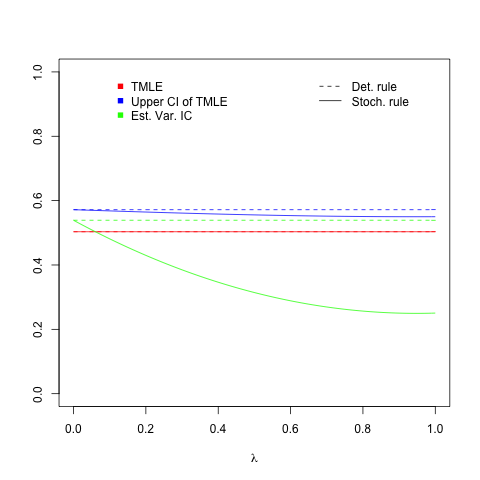 TMLE
Upper CI of TMLE
Est. Var. IC
Det. rule
Stoch. rule
1.0
0.8
0.6
0.4
0.2
0.0
0.0 0.2 0.4 0.6 0.8 1.0
λ